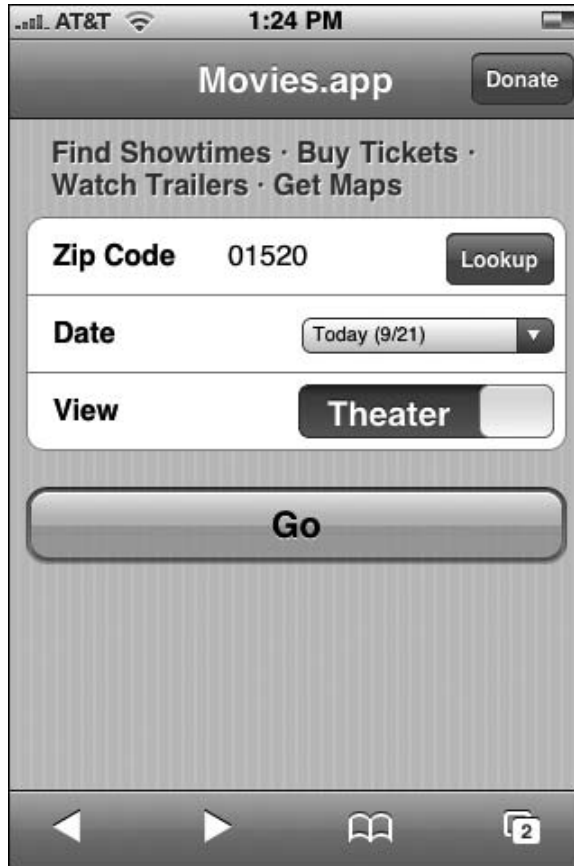 AT&T 1:24 PM
Movies.app Donate
Find Showtimes · Buy Tickets ·
Watch Trailers · Get Maps
Zip Code 01520 Lookup
Date Today (9/21)
View Theater
Go
2